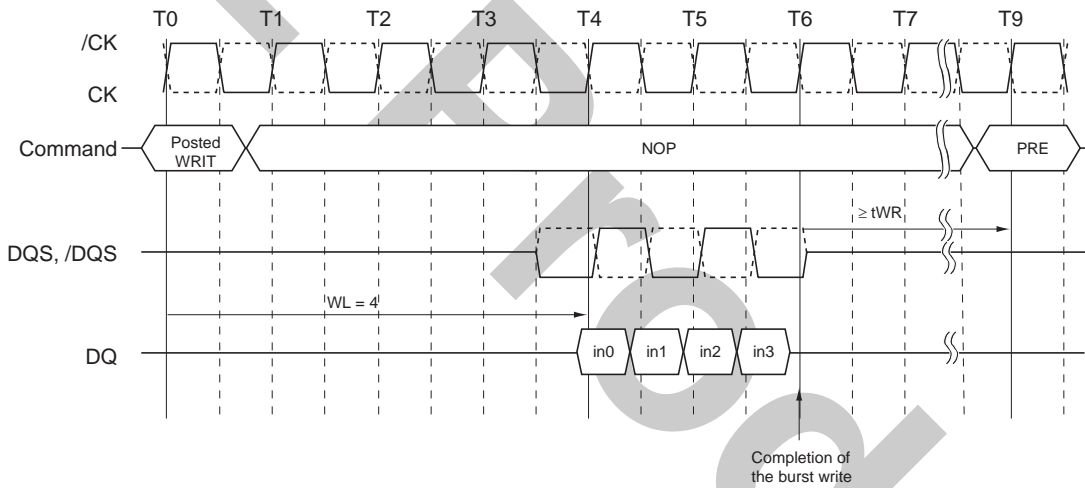 T0 T1 T2 T3 T4 T5 T6 T7 T9
/CK
CK
Command
Posted
WRIT
NOP
PRE
≥ tWR
DQS, /DQS
WL = 4
DQ
in0 in1 in2 in3
Completion of
the burst write